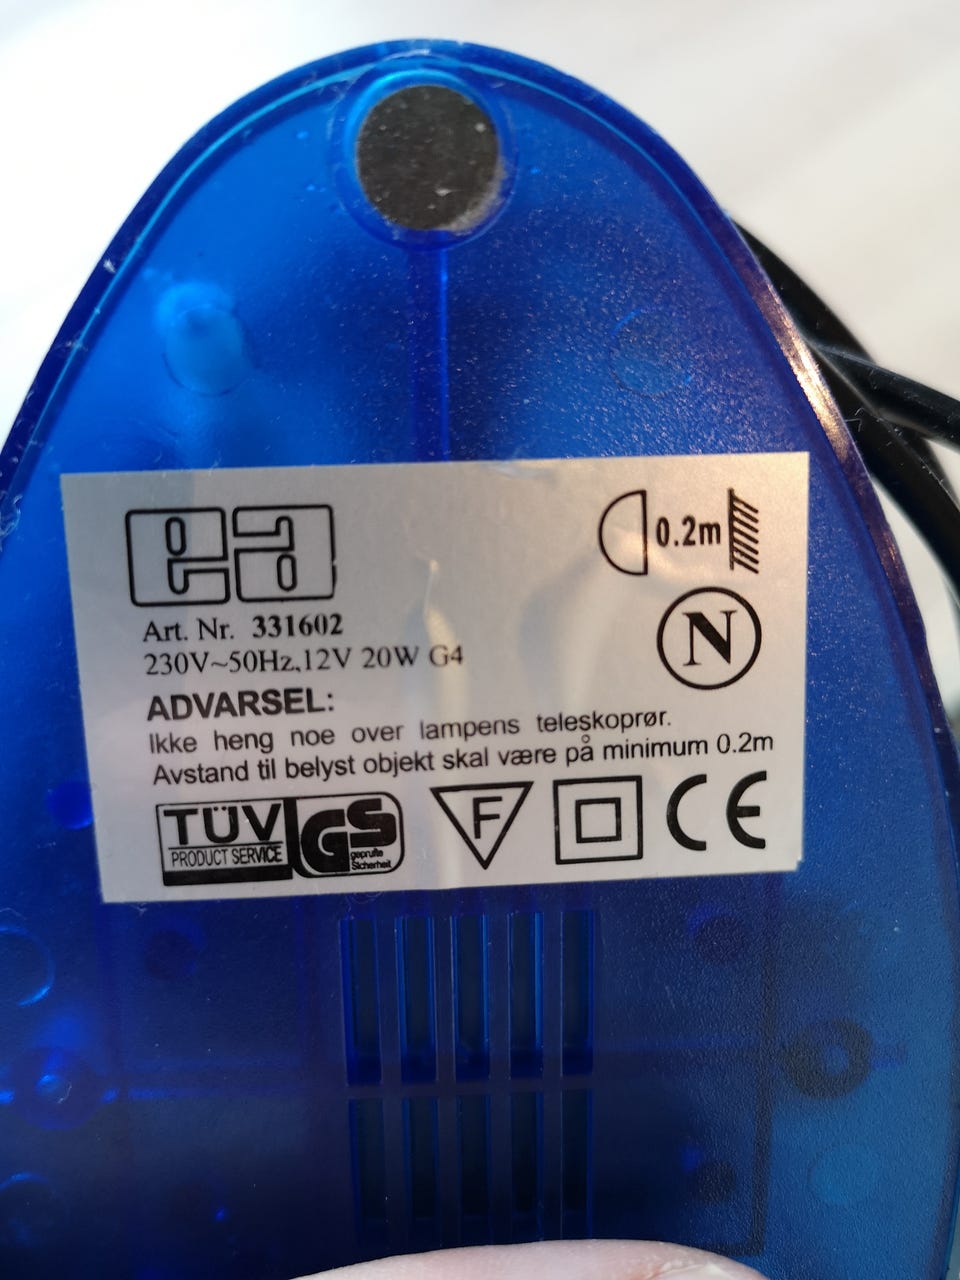 ea
0.2m
Art. Nr. 331602
230V~50Hz,12V 20W G4
N
ADVARSEL:
Ikke heng noe over lampens teleskoprør.
Avstand til belyst objekt skal være på minimum 0.2m
TÜV
PRODUCT SERVICE
GS
geprüfte
Sicherheit
F
CE